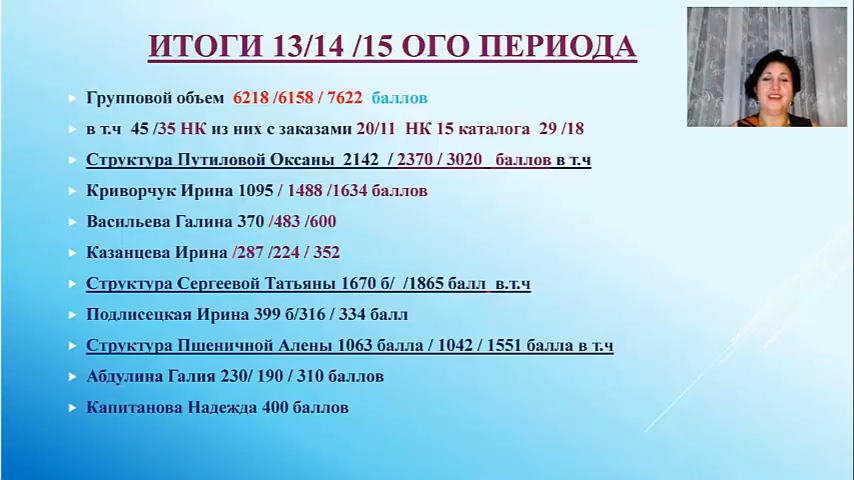 ИТОГИ 13/14 /15 ОГО ПЕРИОДА
Групповой объем 6218 /6158 / 7622 баллов
в т.ч 45 /35 НК из них с заказами 20/11 НК 15 каталога 29 /18
Структура Путиловой Оксаны 2142 / 2370 / 3020 баллов в т.ч
Криворчук Ирина 1095 / 1488 /1634 баллов
Васильева Галина 370 /483 /600
Казанцева Ирина /287 /224 / 352
Структура Сергеевой Татьяны 1670 б/ /1865 балл в.т.ч
Подлисецкая Ирина 399 б/316 / 334 балл
Структура Пшеничной Алены 1063 балла / 1042 / 1551 балла в т.ч
Абдулина Галия 230/ 190 / 310 баллов
Капитанова Надежда 400 баллов